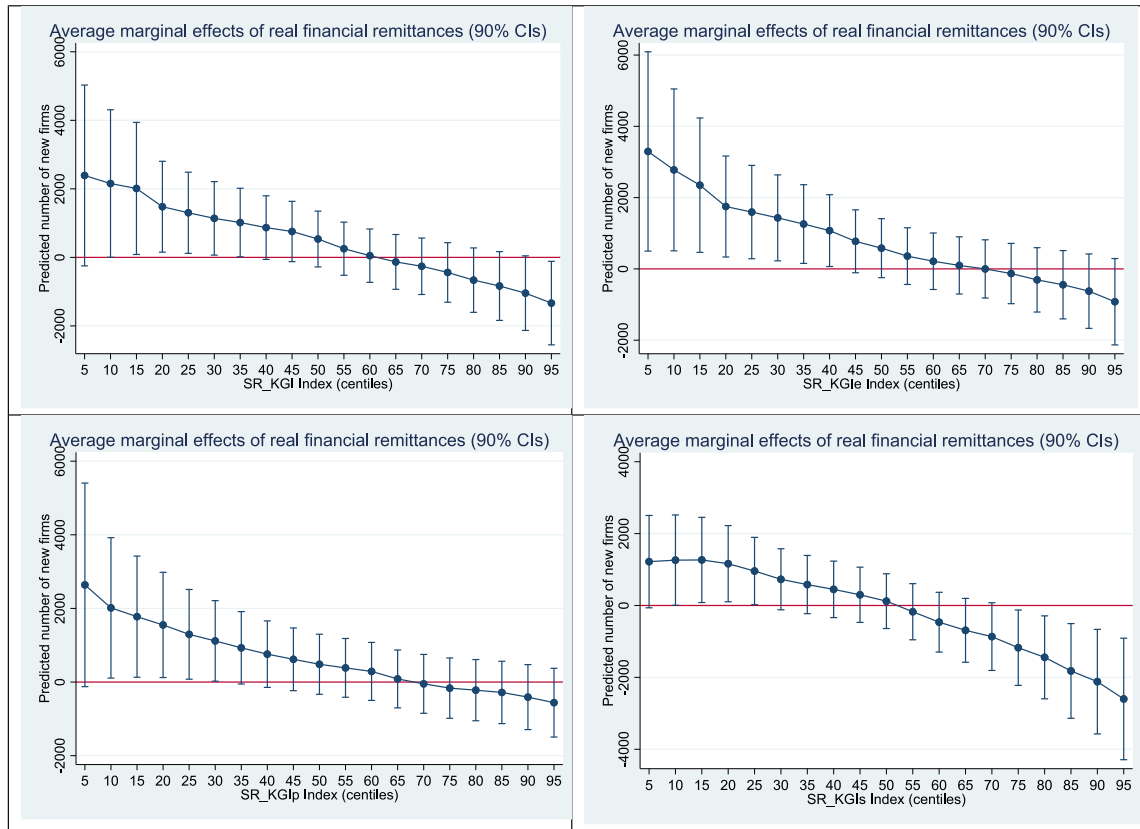 Average marginal effects of real financial remittances (90% CIs)
Predicted number of new firms
6000
4000
2000
0
-2000
5 10 15 20 25 30 35 40 45 50 55 60 65 70 75 80 85 90 95
SR_KGI Index (centiles)
Average marginal effects of real financial remittances (90% CIs)
Predicted number of new firms
6000
4000
2000
0
-2000
5 10 15 20 25 30 35 40 45 50 55 60 65 70 75 80 85 90 95
SR_KGIe Index (centiles)
Average marginal effects of real financial remittances (90% CIs)
Predicted number of new firms
6000
4000
2000
0
-2000
5 10 15 20 25 30 35 40 45 50 55 60 65 70 75 80 85 90 95
SR_KGIp Index (centiles)
Average marginal effects of real financial remittances (90% CIs)
Predicted number of new firms
4000
2000
0
-2000
-4000
5 10 15 20 25 30 35 40 45 50 55 60 65 70 75 80 85 90 95
SR_KGIs Index (centiles)